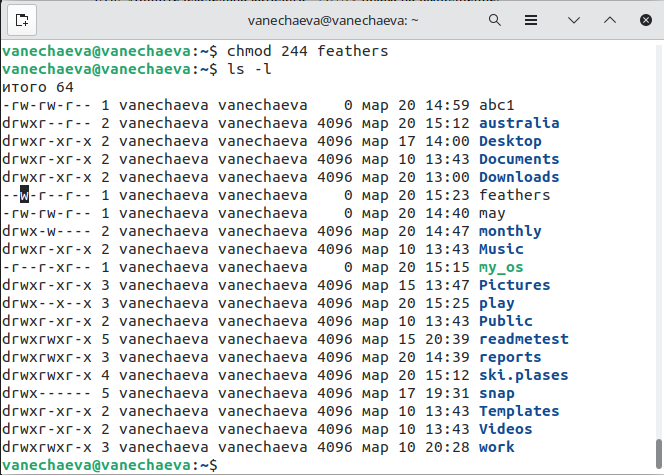 vanechaeva@vanechaeva: ~
vanechaeva@vanechaeva:~$ chmod 244 feathers
vanechaeva@vanechaeva:~$ ls -l
итого 64
-rw-rw-r-- 1 vanechaeva vanechaeva    0 мар 20 14:59 abc1
drwxr--r-- 2 vanechaeva vanechaeva 4096 мар 20 15:12 australia
drwxr-xr-x 2 vanechaeva vanechaeva 4096 мар 17 14:00 Desktop
drwxr-xr-x 2 vanechaeva vanechaeva 4096 мар 10 13:43 Documents
drwxr-xr-x 2 vanechaeva vanechaeva 4096 мар 20 13:00 Downloads
--w-r--r-- 1 vanechaeva vanechaeva    0 мар 20 15:23 feathers
-rw-rw-r-- 1 vanechaeva vanechaeva    0 мар 20 14:40 may
drwx-w---- 2 vanechaeva vanechaeva 4096 мар 20 14:47 monthly
drwxr-xr-x 2 vanechaeva vanechaeva 4096 мар 10 13:43 Music
-r--r-xr-- 1 vanechaeva vanechaeva    0 мар 20 15:15 my_os
drwxr-xr-x 3 vanechaeva vanechaeva 4096 мар 15 13:47 Pictures
drwx--x--x 3 vanechaeva vanechaeva 4096 мар 20 15:25 play
drwxr-xr-x 2 vanechaeva vanechaeva 4096 мар 10 13:43 Public
drwxrwxr-x 5 vanechaeva vanechaeva 4096 мар 15 20:39 readmetest
drwxrwxr-x 3 vanechaeva vanechaeva 4096 мар 20 14:39 reports
drwxrwxr-x 4 vanechaeva vanechaeva 4096 мар 20 15:12 ski.plases
drwx------ 5 vanechaeva vanechaeva 4096 мар 17 19:31 snap
drwxr-xr-x 2 vanechaeva vanechaeva 4096 мар 10 13:43 Templates
drwxr-xr-x 2 vanechaeva vanechaeva 4096 мар 10 13:43 Videos
drwxrwxr-x 3 vanechaeva vanechaeva 4096 мар 10 20:28 work
vanechaeva@vanechaeva:~$